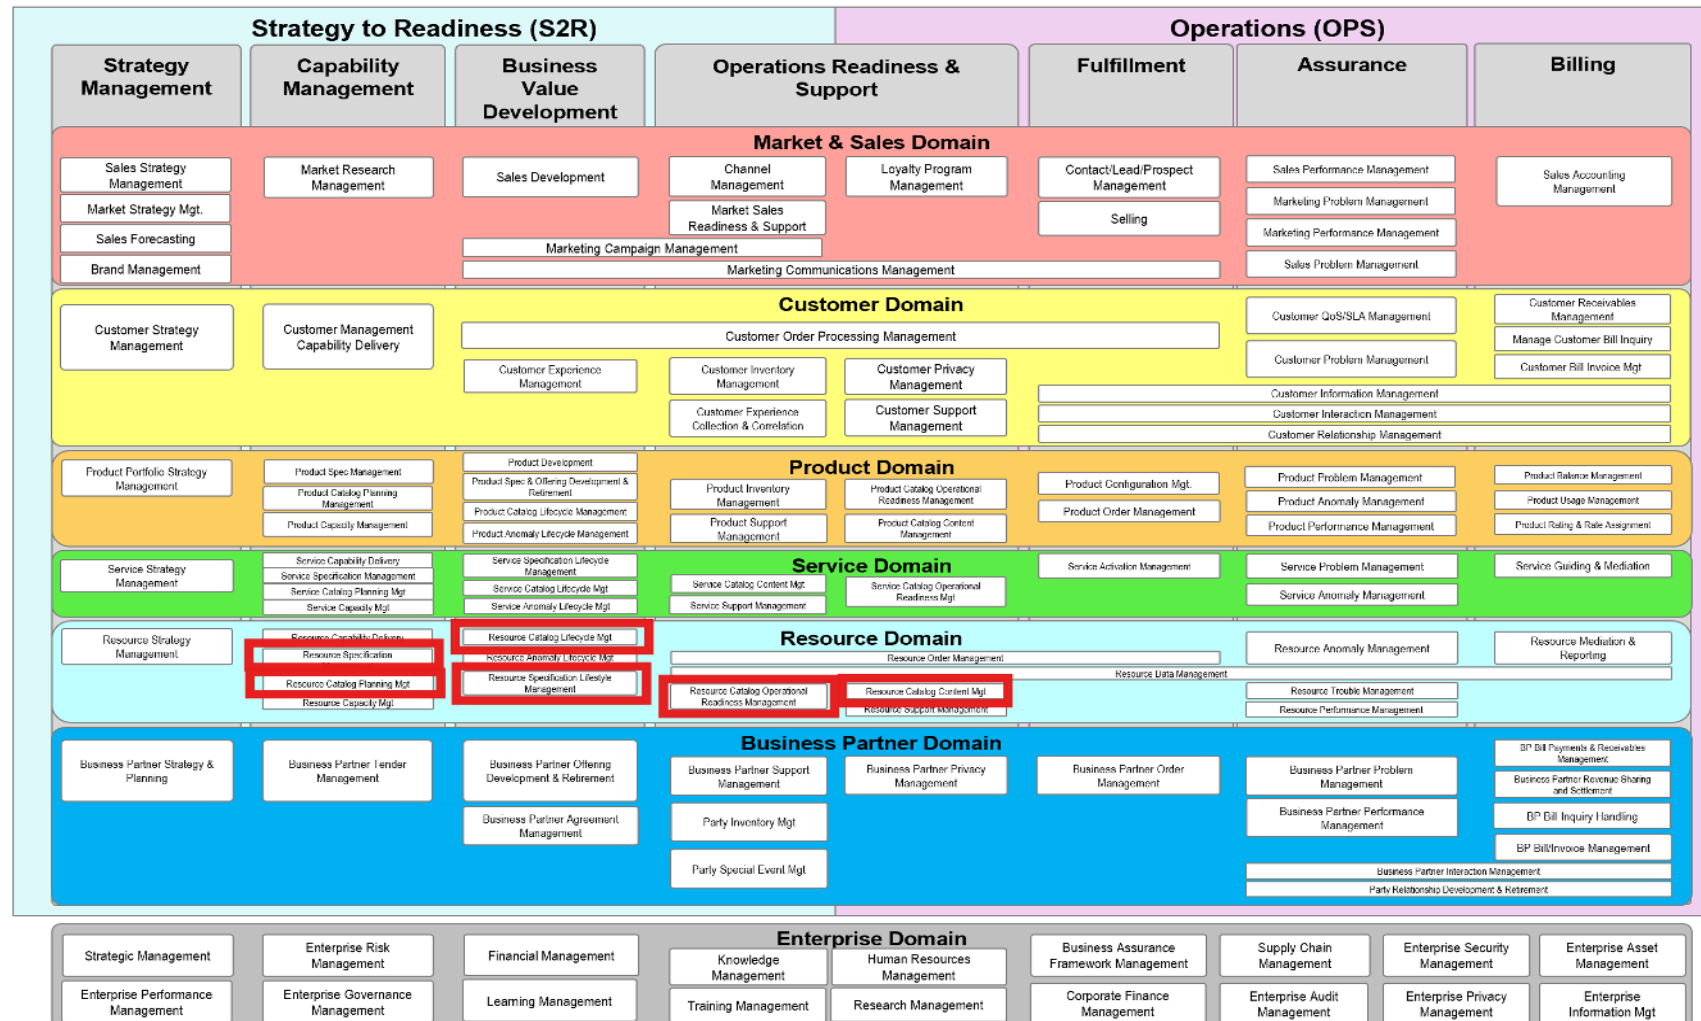 Strategy to Readiness (S2R)
Operations (OPS)
Strategy
Management
Capability
Management
Business
Value
Development
Operations Readiness &
Support
Fulfillment
Assurance
Billing
Market & Sales Domain
Sales Strategy
Management
Market Strategy Mgt.
Sales Forecasting
Brand Management
Market Research
Management
Sales Development
Channel
Management
Loyalty Program
Management
Market Sales
Readiness & Support
Marketing Campaign Management
Marketing Communications Management
Contact/Lead/Prospect
Management
Selling
Sales Performance Management
Marketing Problem Management
Marketing Performance Management
Sales Problem Management
Sales Accounting
Management
Customer Domain
Customer Strategy
Management
Customer Management
Capability Delivery
Customer Order Processing Management
Customer Experience
Management
Customer Inventory
Management
Customer Privacy
Management
Customer Experience
Collection & Correlation
Customer Support
Management
Customer QoS/SLA Management
Customer Problem Management
Customer Receivables
Management
Manage Customer Bill Inquiry
Customer Bill Invoice Mgt
Customer Information Management
Customer Interaction Management
Customer Relationship Management
Product Domain
Product Portfolic Strategy
Management
Product Spec Management
Product Catalog Planning
Management
Product Capacity Management
Product Development
Product Spec & Offering Development &
Retirement
Product Catalog Lifecycle Management
Product Anomaly Lifecycle Management
Product Inventory
Management
Product Catalog Operational
Readiness Management
Product Support
Management
Product Catalog Content
Management
Product Configuration Mgt.
Product Order Management
Product Problem Management
Product Anomaly Management
Product Performance Management
Product Balance Management
Product Usage Management
Product Rating & Rate Assignment
Service Domain
Service Strategy
Management
Service Capability Delivery
Service Specification Management
Service Catalog Planning Mgt
Service Capacity Mgt
Service Specification Lifecycle
Management
Service Catalog Lifecycle Mgt
Service Anomaly Lifecycle Mgt
Service Catalog Content Mgt
Service Support Management
Service Catalog Operational
Readiness Mgt
Service Activation Management
Service Problem Management
Service Anomaly Management
Service Guiding & Mediation
Resource Domain
Resource Strategy
Management
Resource Capability Delivery
Resource Specification
Resource Catalog Planning Mgt
Resource Capacity Mgt
Resource Catalog Lifecycle Mgt
Resource Anomaly Lifecycle Mgt
Resource Specification Lifestyle
Management
Resource Order Management
Resource Data Management
Resource Catalog Operational
Readiness Management
Resource Catalog Content Mgt
Resource Support Management
Resource Anomaly Management
Resource Trouble Management
Resource Performance Management
Resource Mediation &
Reporting
Business Partner Domain
Business Partner Strategy &
Planning
Business Partner Tender
Management
Business Partner Offering
Development & Retirement
Business Partner Agreement
Management
Business Partner Support
Management
Business Partner Privacy
Management
Party Inventory Mgt
Party Special Event Mgt
Business Partner Order
Management
Business Partner Problem
Management
Business Partner Performance
Management
BP Bill Payments & Receivables
Management
Business Partner Revenue Sharing
and Settlement
BP Bill Inquiry Handling
BP Bill/Invoice Management
Business Partner Interaction Management
Party Relationship Development & Retirement
Enterprise Domain
Strategic Management
Enterprise Risk
Management
Financial Management
Knowledge
Management
Human Resources
Management
Business Assurance
Framework Management
Supply Chain
Management
Enterprise Security
Management
Enterprise Asset
Management
Enterprise Performance
Management
Enterprise Governance
Management
Learning Management
Training Management
Research Management
Corporate Finance
Management
Enterprise Audit
Management
Enterprise Privacy
Management
Enterprise
Information Mgt